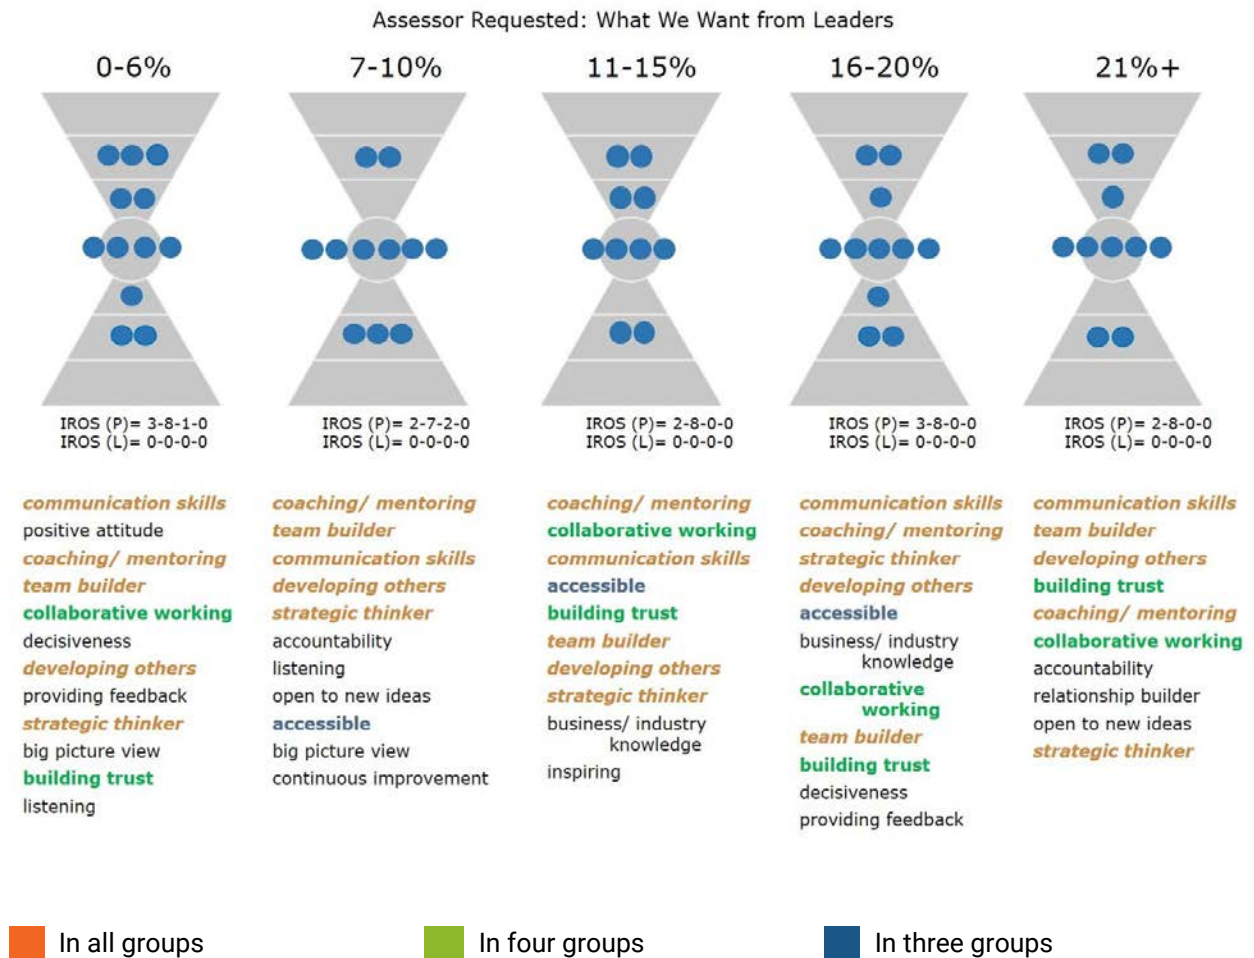 Assessor Requested: What We Want from Leaders
0-6%
7-10%
11-15%
16-20%
21%+
IROS (P)= 3-8-1-0
IROS (L)= 0-0-0-0
IROS (P)= 2-7-2-0
IROS (L)= 0-0-0-0
IROS (P)= 2-8-0-0
IROS (L)= 0-0-0-0
IROS (P)= 3-8-0-0
IROS (L)= 0-0-0-0
IROS (P)= 2-8-0-0
IROS (L)= 0-0-0-0
communication skills
positive attitude
coaching/ mentoring
team builder
collaborative working
decisiveness
developing others
providing feedback
strategic thinker
big picture view
building trust
listening
coaching/ mentoring
team builder
communication skills
developing others
strategic thinker
accountability
listening
open to new ideas
accessible
big picture view
continuous improvement
coaching/ mentoring
collaborative working
communication skills
accessible
building trust
team builder
developing others
strategic thinker
business/ industry
knowledge
inspiring
communication skills
coaching/ mentoring
strategic thinker
developing others
accessible
business/ industry
knowledge
collaborative
working
team builder
building trust
decisiveness
providing feedback
communication skills
team builder
developing others
building trust
coaching/ mentoring
collaborative working
accountability
relationship builder
open to new ideas
strategic thinker
In all groups
In four groups
In three groups